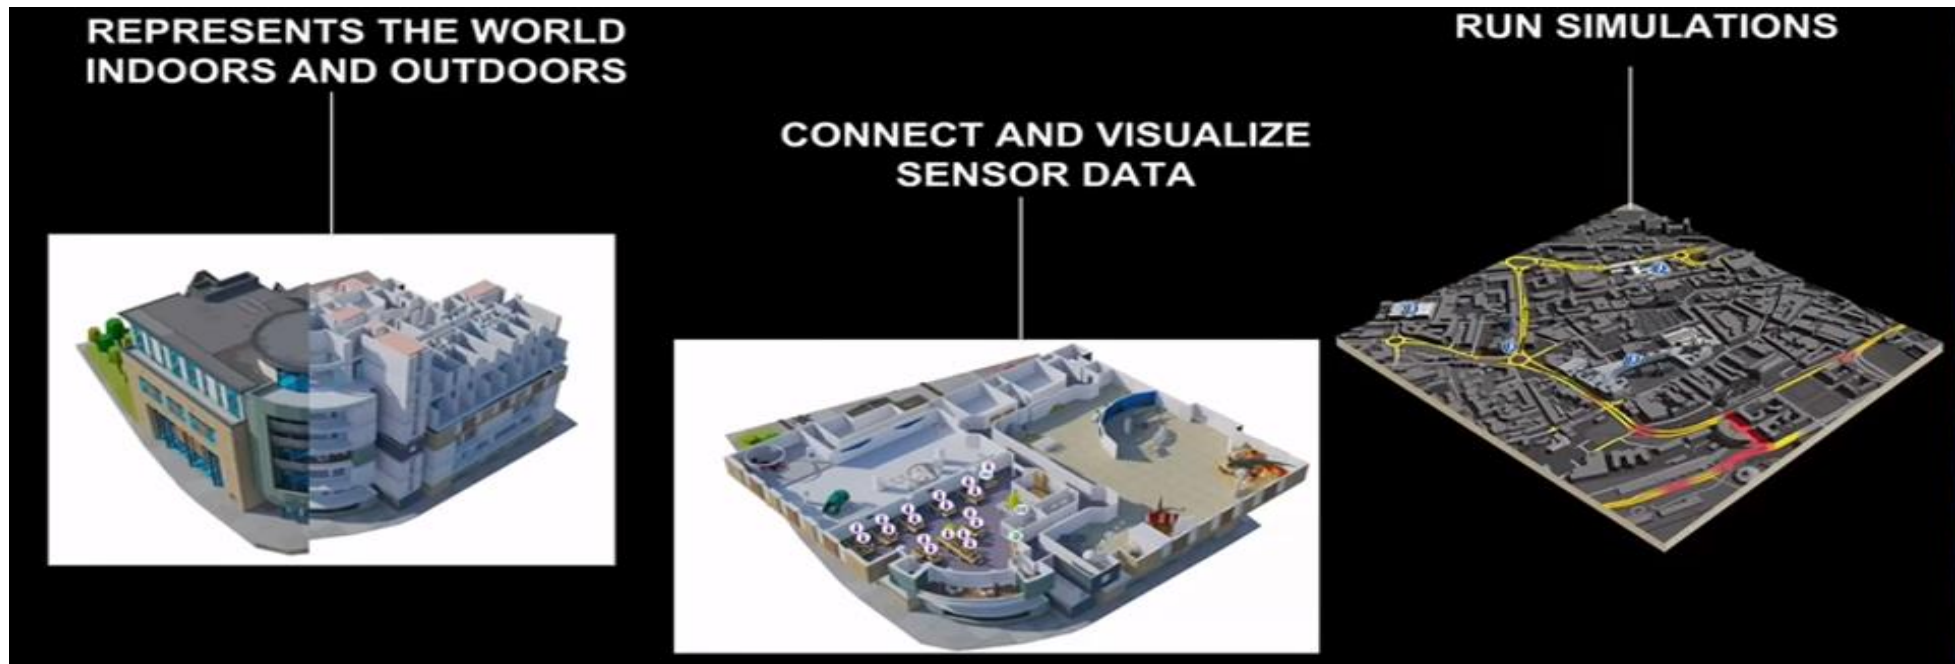 REPRESENTS THE WORLD
INDOORS AND OUTDOORS
CONNECT AND VISUALIZE
SENSOR DATA
RUN SIMULATIONS